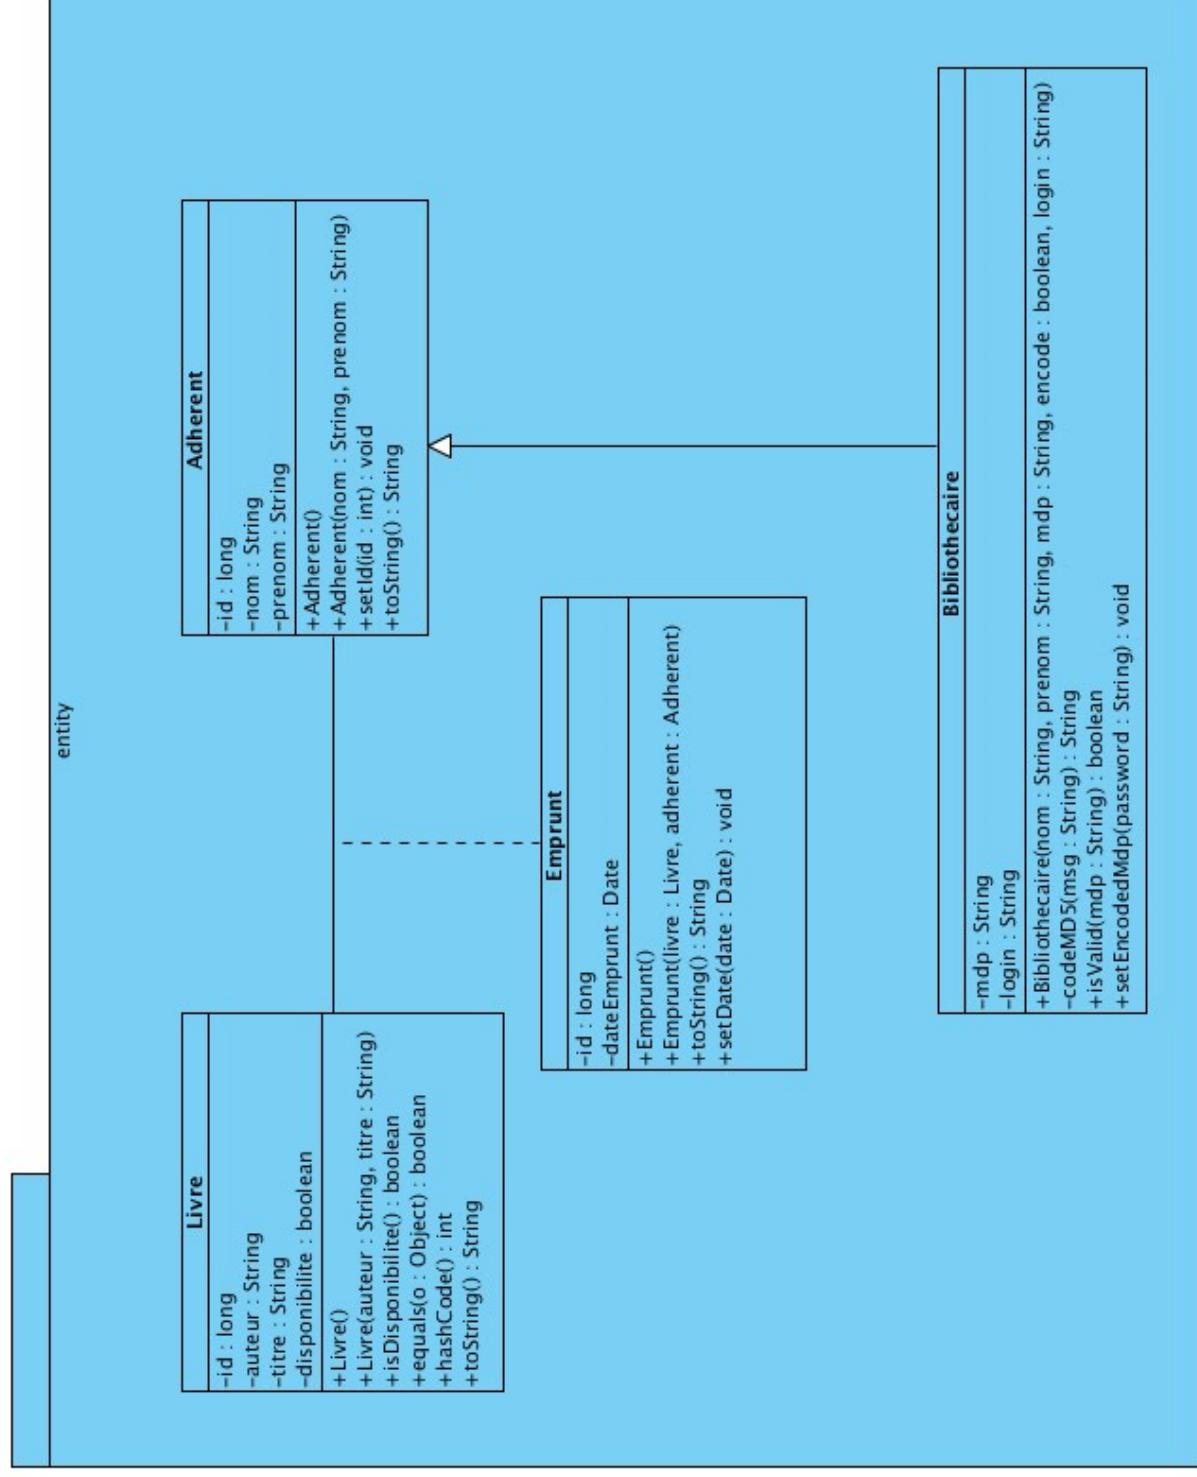 entity
Livre
-id : long
-auteur : String
-titre : String
-disponibilite : boolean
+Livre()
+Livre(auteur : String, titre : String)
+isDisponibilite() : boolean
+equals(o : Object) : boolean
+hashCode() : int
+toString() : String
Adherent
-id : long
-nom : String
-prenom : String
+Adherent()
+Adherent(nom : String, prenom : String)
+setId(id : int) : void
+toString() : String
Emprunt
-id : long
-dateEmprunt : Date
+Emprunt()
+Emprunt(livre : Livre, adherent : Adherent)
+toString() : String
+setDate(date : Date) : void
Bibliothecaire
-mdp : String
-login : String
+Bibliothecaire(nom : String, prenom : String, mdp : String, encode : boolean, login : String)
-codeMD5(msg : String) : String
+isValid(mdp : String) : boolean
+setEncodedMdp(password : String) : void